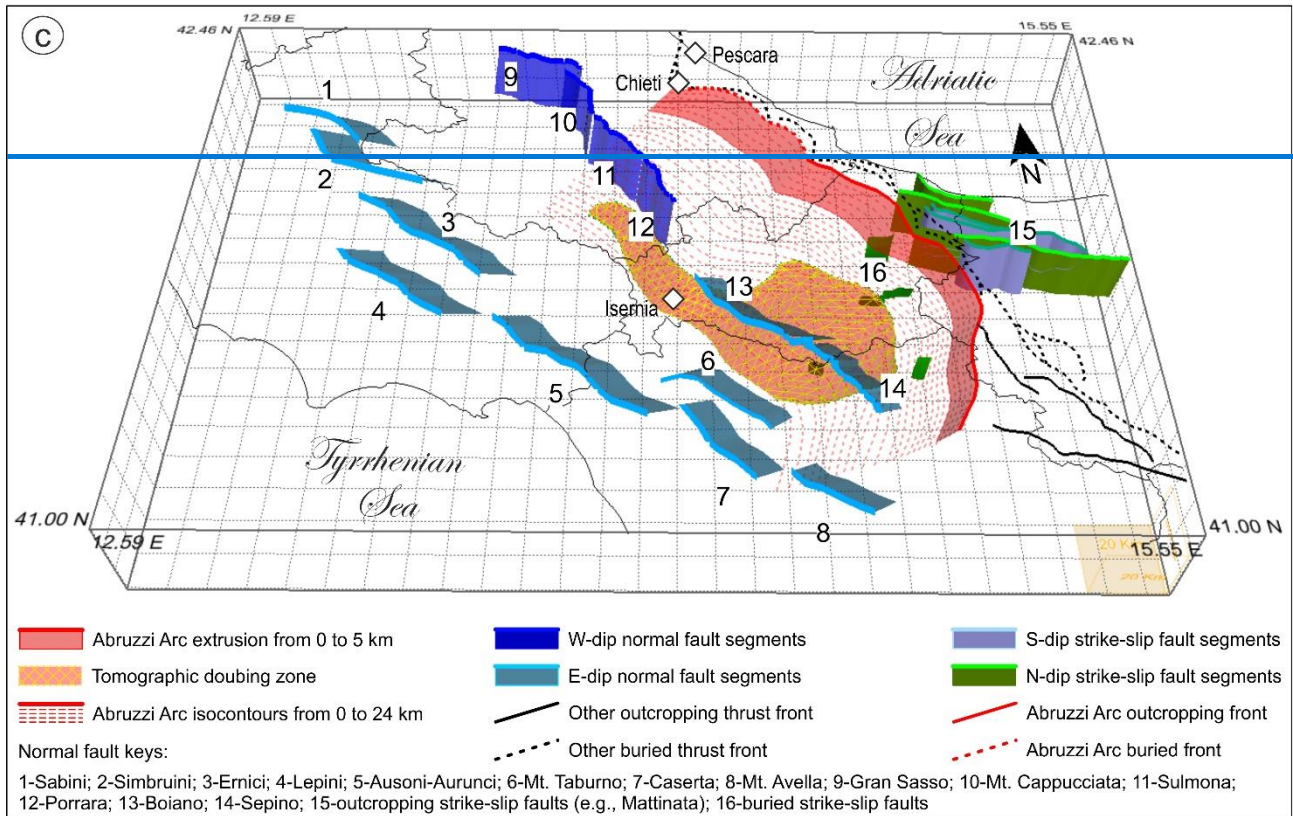 c
12.59 E
42.46 N
15.55 E
42.46 N
Pescara
Chieti
Adriatic
Sea
N
1
2
3
4
5
6
7
8
9
10
11
12
13
14
15
16
Isernia
Tyrrhenian
Sea
41.00 N
12.59 E
41.00 N
15.55 E
20 Km
20 Km
Abruzzi Arc extrusion from 0 to 5 km
W-dip normal fault segments
S-dip strike-slip fault segments
Tomographic doubing zone
E-dip normal fault segments
N-dip strike-slip fault segments
Abruzzi Arc isocontours from 0 to 24 km
Other outcropping thrust front
Abruzzi Arc outcropping front
Normal fault keys:
Other buried thrust front
Abruzzi Arc buried front
1-Sabini; 2-Simbruini; 3-Ernici; 4-Lepini; 5-Ausoni-Aurunci; 6-Mt. Taburno; 7-Caserta; 8-Mt. Avella; 9-Gran Sasso; 10-Mt. Cappucciata; 11-Sulmona;
12-Porrara; 13-Boiano; 14-Sepino; 15-outcropping strike-slip faults (e.g., Mattinata); 16-buried strike-slip faults